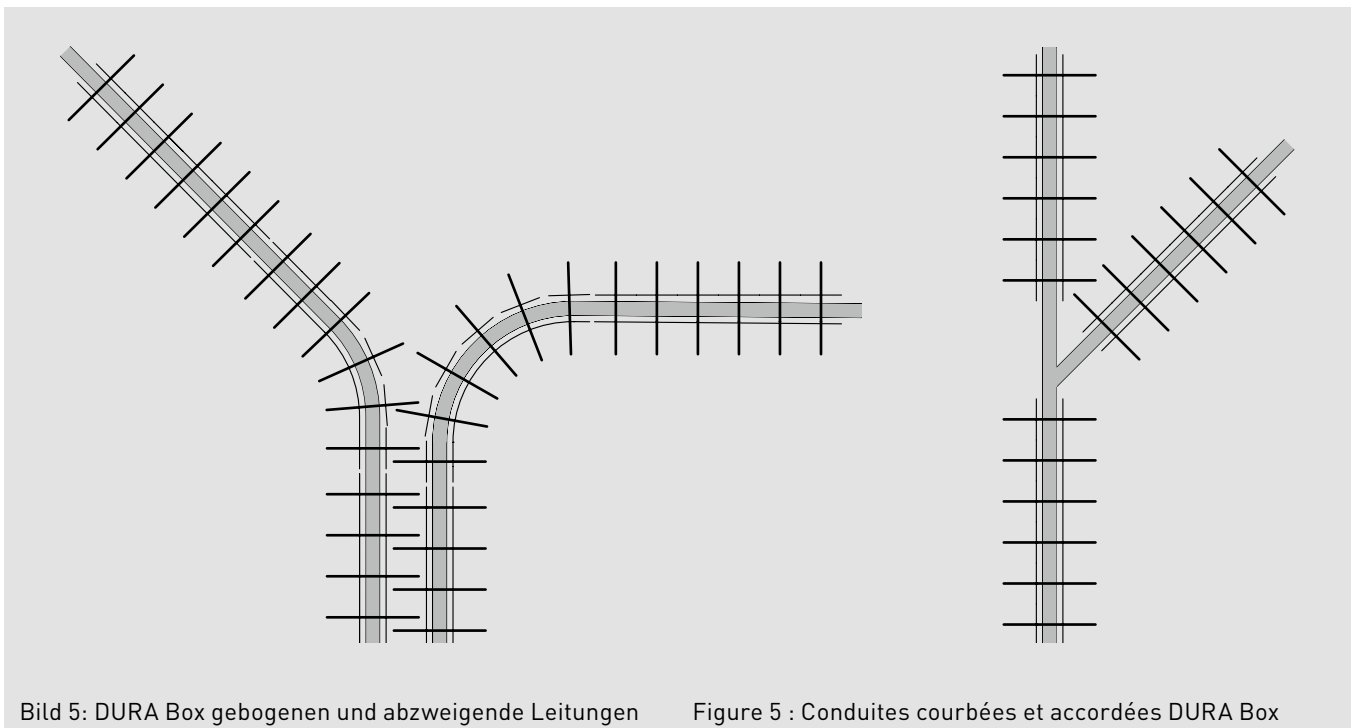 Bild 5: DURA Box gebogenen und abzweigende Leitungen
Figure 5 : Conduites courbées et accordées DURA Box